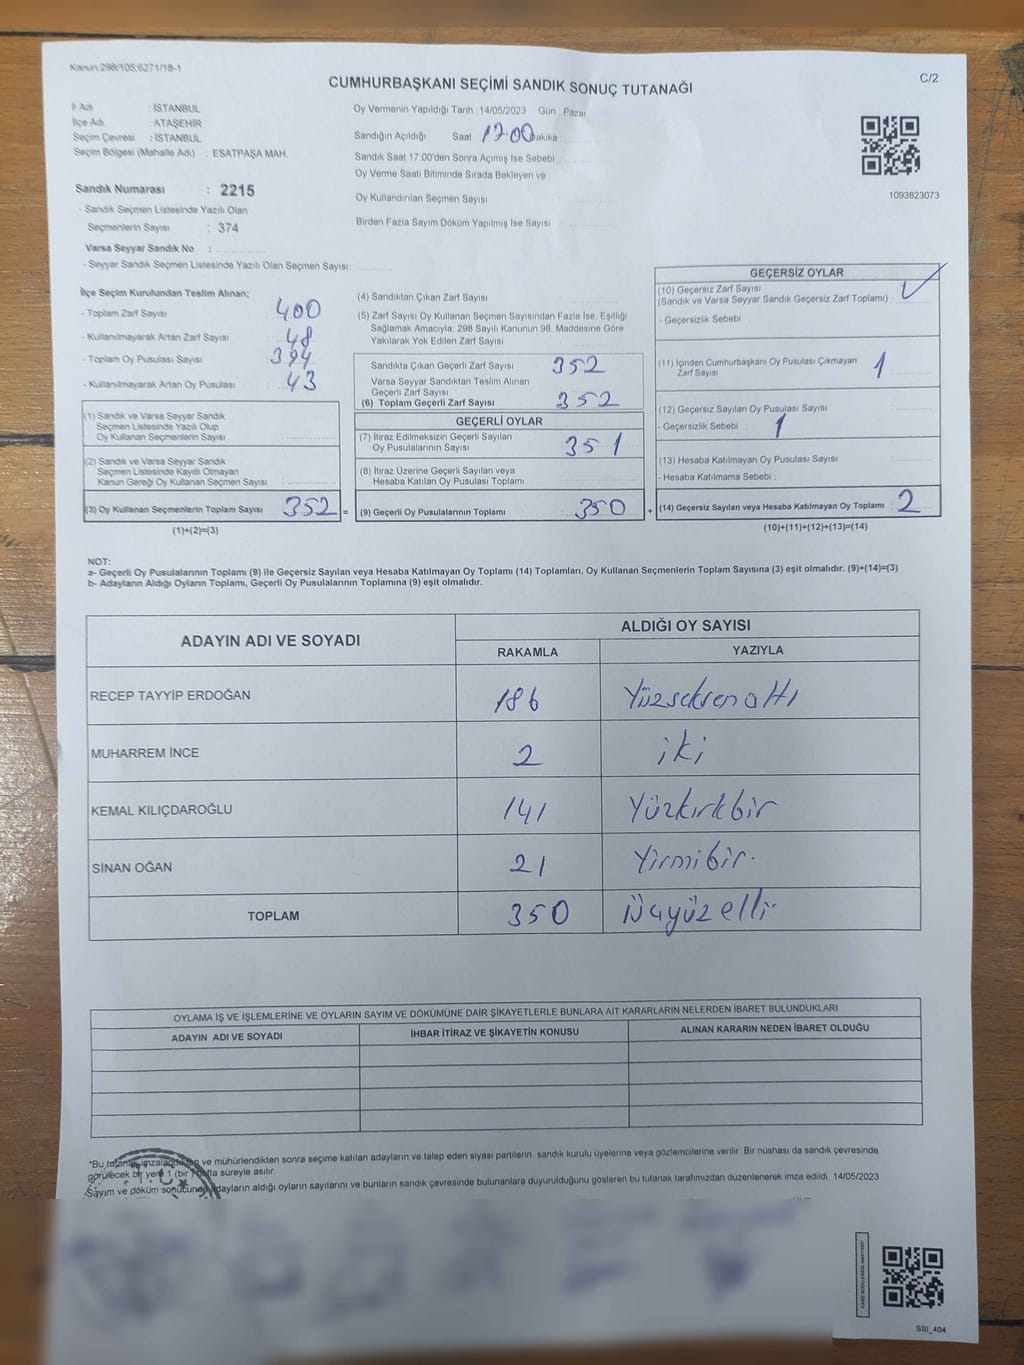 Kanun:298/105,6271/18-1
C/2
CUMHURBAŞKANI SEÇİMİ SANDIK SONUÇ TUTANAĞI
İl Adı : İSTANBUL
İlçe Adı : ATAŞEHİR
Seçim Çevresi : İSTANBUL
Seçim Bölgesi (Mahalle Adı) : ESATPAŞA MAH.
Oy Vermenin Yapıldığı Tarih : 14/05/2023 Gün : Pazar
Sandığın Açıldığı Saat 17.00 Dakika :
Sandık Saat 17:00'den Sonra Açılmış İse Sebebi :
Oy Verme Saati Bitiminde Sırada Bekleyen ve
Oy Kullandırılan Seçmen Sayısı
Birden Fazla Sayım Döküm Yapılmış İse Sayısı
1093823073
Sandık Numarası : 2215
- Sandık Seçmen Listesinde Yazılı Olan
Seçmenlerin Sayısı : 374
Varsa Seyyar Sandık No :
- Seyyar Sandık Seçmen Listesinde Yazılı Olan Seçmen Sayısı:
İlçe Seçim Kurulundan Teslim Alınan;
- Toplam Zarf Sayısı : 400
- Kullanılmayarak Artan Zarf Sayısı : 48
- Toplam Oy Pusulası Sayısı : 394
- Kullanılmayarak Artan Oy Pusulası : 43
(1) Sandık ve Varsa Seyyar Sandık
Seçmen Listesinde Yazılı Olup
Oy Kullanan Seçmenlerin Sayısı :
(2) Sandık ve Varsa Seyyar Sandık
Seçmen Listesinde Kayıtlı Olmayan
Kanun Gereği Oy Kullanan Seçmen Sayısı :
(3) Oy Kullanan Seçmenlerin Toplam Sayısı : 352 =
(1)+(2)=(3)
(4) Sandıktan Çıkan Zarf Sayısı
(5) Zarf Sayısı Oy Kullanan Seçmen Sayısından Fazla İse, Eşitliği
Sağlamak Amacıyla; 298 Sayılı Kanunun 98. Maddesine Göre
Yakılarak Yok Edilen Zarf Sayısı
Sandıkta Çıkan Geçerli Zarf Sayısı 352
Varsa Seyyar Sandıktan Teslim Alınan
Geçerli Zarf Sayısı
(6) Toplam Geçerli Zarf Sayısı 352
GEÇERLİ OYLAR
(7) İtiraz Edilmeksizin Geçerli Sayılan
Oy Pusulalarının Sayısı 351
(8) İtiraz Üzerine Geçerli Sayılan veya
Hesaba Katılan Oy Pusulası Toplamı
(9) Geçerli Oy Pusulalarının Toplamı : 350 +
GEÇERSİZ OYLAR
(10) Geçersiz Zarf Sayısı
(Sandık ve Varsa Seyyar Sandık Geçersiz Zarf Toplamı) :
- Geçersizlik Sebebi :
(11) İçinden Cumhurbaşkanı Oy Pusulası Çıkmayan
Zarf Sayısı : 1
(12) Geçersiz Sayılan Oy Pusulası Sayısı
- Geçersizlik Sebebi : 1
(13) Hesaba Katılmayan Oy Pusulası Sayısı
- Hesaba Katılmama Sebebi :
(14) Geçersiz Sayılan veya Hesaba Katılmayan Oy Toplamı : 2
(10)+(11)+(12)+(13)=(14)
NOT:
a- Geçerli Oy Pusulalarının Toplamı (9) ile Geçersiz Sayılan veya Hesaba Katılmayan Oy Toplamı (14) Toplamları, Oy Kullanan Seçmenlerin Toplam Sayısına (3) eşit olmalıdır. (9)+(14)=(3)
b- Adayların Aldığı Oyların Toplamı, Geçerli Oy Pusulalarının Toplamına (9) eşit olmalıdır.
ADAYIN ADI VE SOYADI
ALDIĞI OY SAYISI
RAKAMLA YAZIYLA
RECEP TAYYİP ERDOĞAN 186 Yüzseksenaltı
MUHARREM İNCE 2 iki
KEMAL KILIÇDAROĞLU 141 Yüzkırkbir
SİNAN OĞAN 21 Yirmibir.
TOPLAM 350 Üçyüzelli
OYLAMA İŞ VE İŞLEMLERİNE VE OYLARIN SAYIM VE DÖKÜMÜNE DAİR ŞİKAYETLERLE BUNLARA AİT KARARLARIN NELERDEN İBARET BULUNDUKLARI
ADAYIN ADI VE SOYADI İHBAR İTİRAZ VE ŞİKAYETİN KONUSU ALINAN KARARIN NEDEN İBARET OLDUĞU
*Bu tutanak imzalandıktan ve mühürlendikten sonra seçime katılan adayların ve talep eden siyasi partilerin sandık kurulu üyelerine veya gözlemcilerine verilir. Bir nüshası da sandık çevresinde
görülecek bir yere 1 (bir) hafta süreyle asılır.
Sayım ve döküm sonucunda adayların aldığı oyların sayılarını ve bunların sandık çevresinde bulunanlara duyurulduğunu gösteren bu tutanak tarafımızdan düzenlenerek imza edildi. 14/05/2023
T.C.
SSI_404